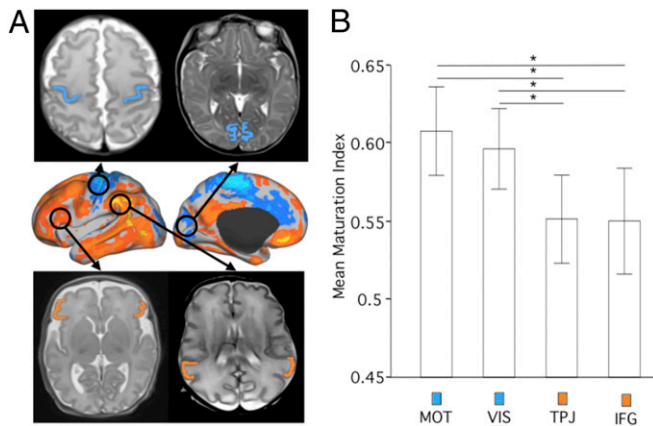 A
B
Mean Maturation Index
0.65
0.60
0.55
0.5
0.45
*
*
*
*
MOT
VIS
TPJ
IFG